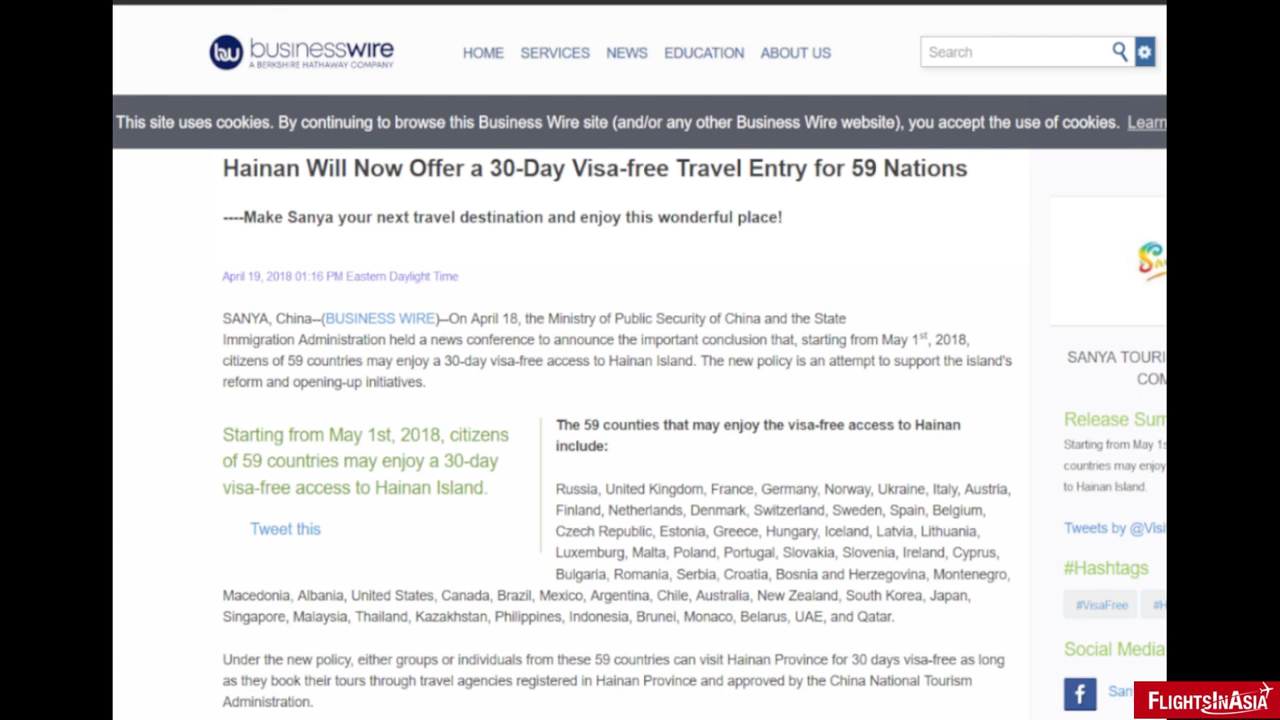 businesswire
A BERKSHIRE HATHAWAY COMPANY
HOME SERVICES NEWS EDUCATION ABOUT US
Search
This site uses cookies. By continuing to browse this Business Wire site (and/or any other Business Wire website), you accept the use of cookies. Learn
Hainan Will Now Offer a 30-Day Visa-free Travel Entry for 59 Nations
----Make Sanya your next travel destination and enjoy this wonderful place!
April 19, 2018 01:16 PM Eastern Daylight Time
SANYA, China--(BUSINESS WIRE)--On April 18, the Ministry of Public Security of China and the State
Immigration Administration held a news conference to announce the important conclusion that, starting from May 1st, 2018,
citizens of 59 countries may enjoy a 30-day visa-free access to Hainan Island. The new policy is an attempt to support the island's
reform and opening-up initiatives.
Starting from May 1st, 2018, citizens
of 59 countries may enjoy a 30-day
visa-free access to Hainan Island.
Tweet this
The 59 counties that may enjoy the visa-free access to Hainan
include:
Russia, United Kingdom, France, Germany, Norway, Ukraine, Italy, Austria,
Finland, Netherlands, Denmark, Switzerland, Sweden, Spain, Belgium,
Czech Republic, Estonia, Greece, Hungary, Iceland, Latvia, Lithuania,
Luxemburg, Malta, Poland, Portugal, Slovakia, Slovenia, Ireland, Cyprus,
Bulgaria, Romania, Serbia, Croatia, Bosnia and Herzegovina, Montenegro,
Macedonia, Albania, United States, Canada, Brazil, Mexico, Argentina, Chile, Australia, New Zealand, South Korea, Japan,
Singapore, Malaysia, Thailand, Kazakhstan, Philippines, Indonesia, Brunei, Monaco, Belarus, UAE, and Qatar.
Under the new policy, either groups or individuals from these 59 countries can visit Hainan Province for 30 days visa-free as long
as they book their tours through travel agencies registered in Hainan Province and approved by the China National Tourism
Administration.
SANYA TOURI
COM
Release Sum
Starting from May 1s
countries may enjoy
to Hainan Island.
Tweets by @Visi
#Hashtags
#VisaFree #H
Social Media
San
FLIGHTSINASIA